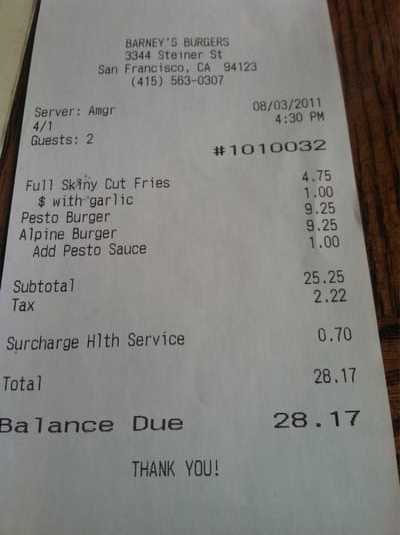 BARNEY'S BURGERS
3344 Steiner St
San Francisco, CA 94123
(415) 563-0307
Server: Amgr 08/03/2011
4/1 4:30 PM
Guests: 2 #1010032
Full Skiny Cut Fries 4.75
$ with garlic 1.00
Pesto Burger 9.25
Alpine Burger 9.25
Add Pesto Sauce 1.00
Subtotal 25.25
Tax 2.22
Surcharge Hlth Service 0.70
Total 28.17
Balance Due 28.17
THANK YOU!